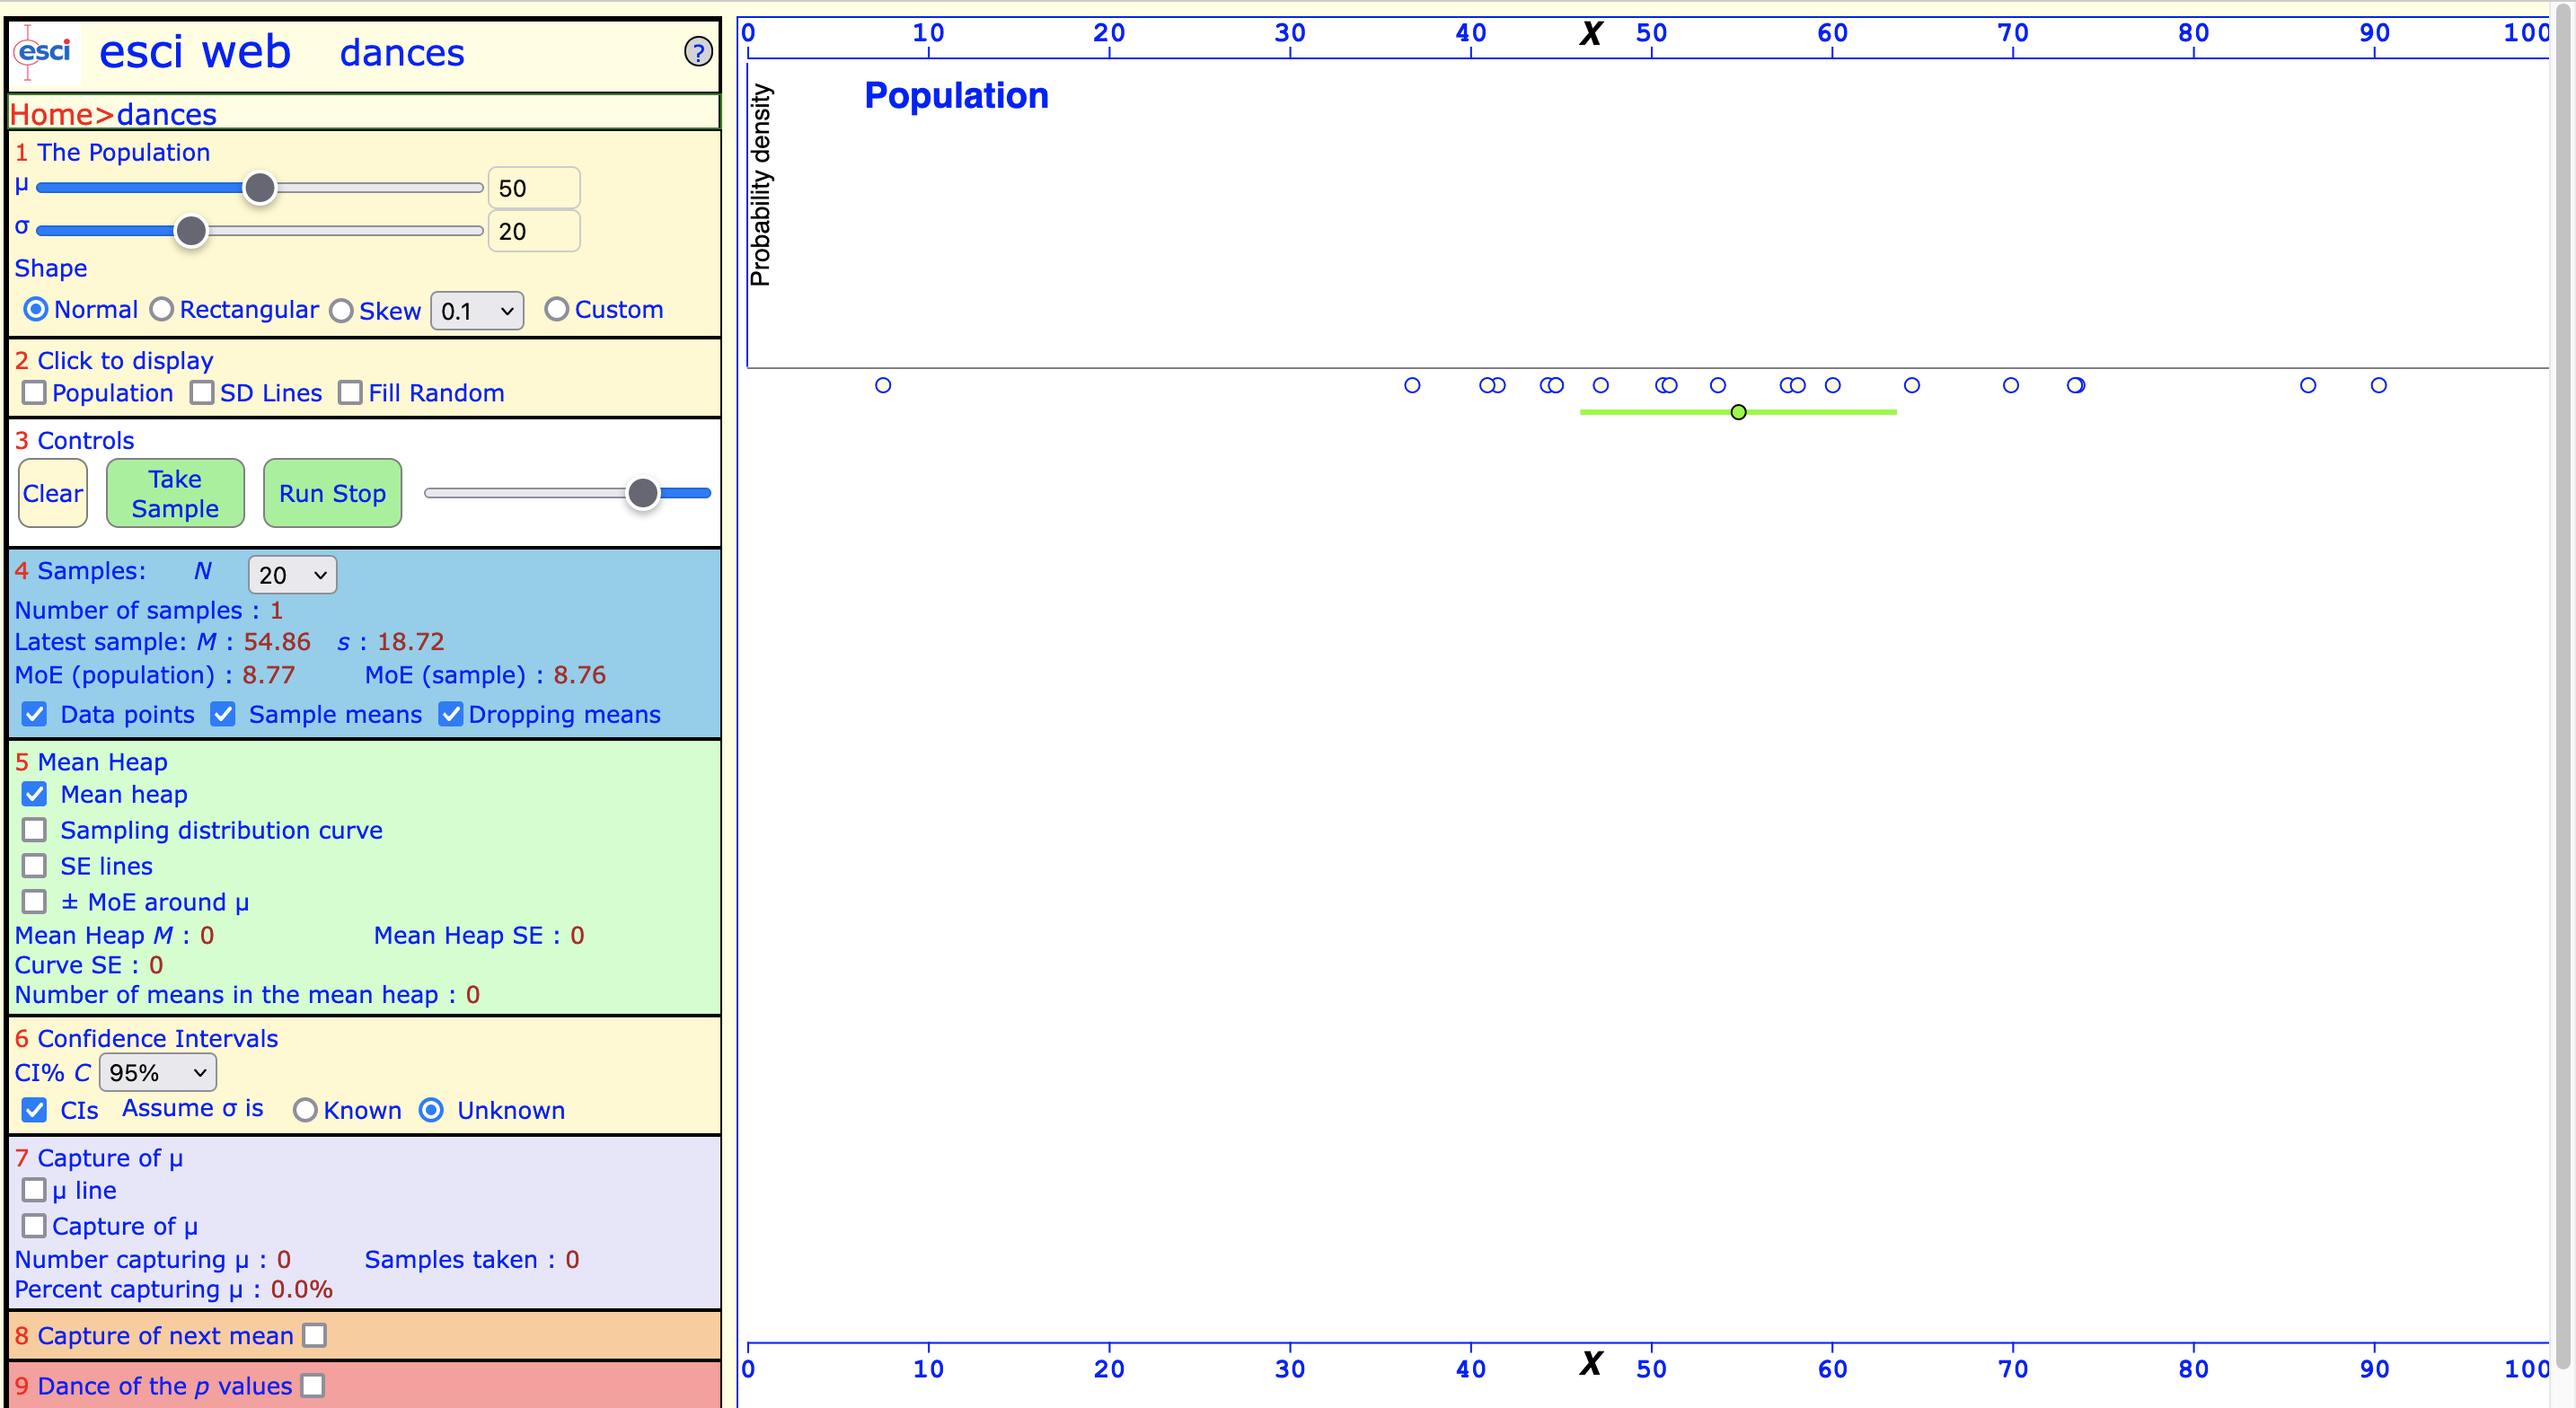 esci esci web dances ?
Home>dances
1 The Population
μ 50
σ 20
Shape
Normal Rectangular Skew 0.1 Custom
2 Click to display
Population SD Lines Fill Random
3 Controls
Clear Take Sample Run Stop
4 Samples: N 20
Number of samples : 1
Latest sample: M : 54.86 s : 18.72
MoE (population) : 8.77 MoE (sample) : 8.76
Data points Sample means Dropping means
5 Mean Heap
Mean heap
Sampling distribution curve
SE lines
± MoE around μ
Mean Heap M : 0 Mean Heap SE : 0
Curve SE : 0
Number of means in the mean heap : 0
6 Confidence Intervals
CI% C 95%
CIs Assume σ is Known Unknown
7 Capture of μ
μ line
Capture of μ
Number capturing μ : 0 Samples taken : 0
Percent capturing μ : 0.0%
8 Capture of next mean
9 Dance of the p values
0 10 20 30 40 X 50 60 70 80 90 100
Population
Probability density
0 10 20 30 40 X 50 60 70 80 90 100